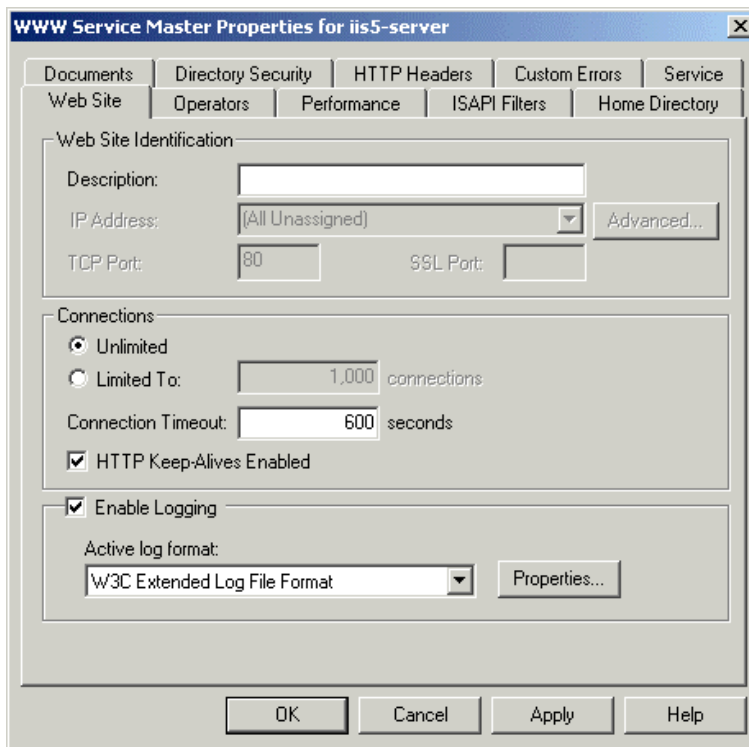 WWW Service Master Properties for iis5-server
Documents Directory Security HTTP Headers Custom Errors Service
Web Site Operators Performance ISAPI Filters Home Directory
Web Site Identification
Description:
IP Address: (All Unassigned) Advanced...
TCP Port: 80 SSL Port:
Connections
Unlimited
Limited To: 1,000 connections
Connection Timeout: 600 seconds
HTTP Keep-Alives Enabled
Enable Logging
Active log format:
W3C Extended Log File Format Properties...
OK Cancel Apply Help